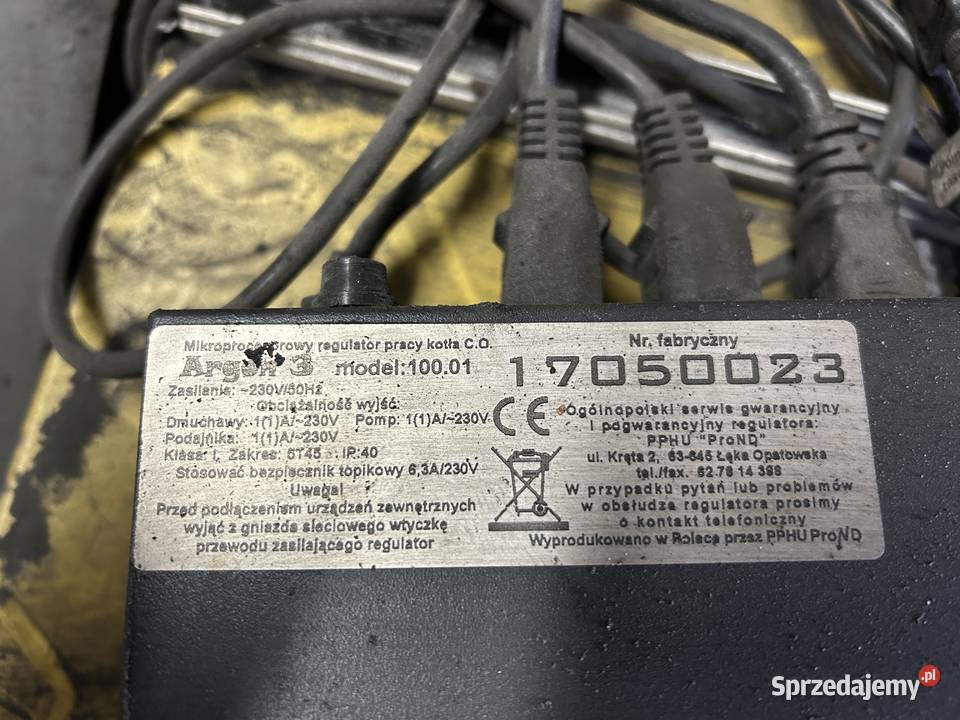 Mikroprocesorowy regulator pracy kotła C.O.
Argon 3 model:100.01
Zasilanie: ~230V/50Hz
Obciążalność wyjść:
Dmuchawy: 1(1)A/~230V Pomp: 1(1)A/~230V
Podajnika: 1(1)A/~230V
Klasa: I, Zakres: 5T45 IP:40
Stosować bezpiecznik topikowy 6,3A/230V
Uwaga!
Przed podłączeniem urządzeń zewnętrznych
wyjąć z gniazda sieciowego wtyczkę
przewodu zasilającego regulator
Nr. fabryczny
17050023
CE
Ogólnopolski serwis gwarancyjny
i pogwarancyjny regulatora:
PPHU "ProND"
ul. Kręta 2, 63-645 Łęka Opatowska
tel./fax. 62 78 14 398
W przypadku pytań lub problemów
w obsłudze regulatora prosimy
o kontakt telefoniczny
Wyprodukowano w Polsce przez PPHU ProND
Sprzedajemy.pl